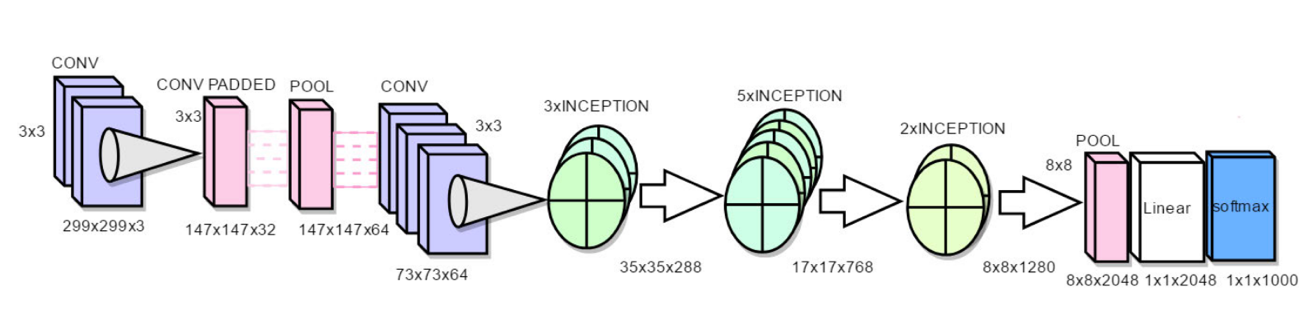 CONV
3x3
299x299x3
CONV PADDED
3x3
147x147x32
POOL
147x147x64
CONV
3x3
73x73x64
3xINCEPTION
35x35x288
5xINCEPTION
17x17x768
2xINCEPTION
8x8x1280
POOL
8x8
8x8x2048
Linear
1x1x2048
softmax
1x1x1000